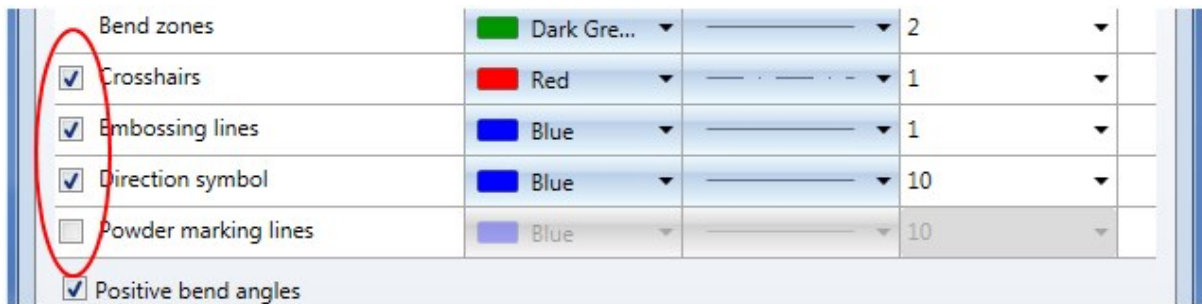 Bend zones Dark Gre... 2
Crosshairs Red 1
Embossing lines Blue 1
Direction symbol Blue 10
Powder marking lines Blue 10
Positive bend angles